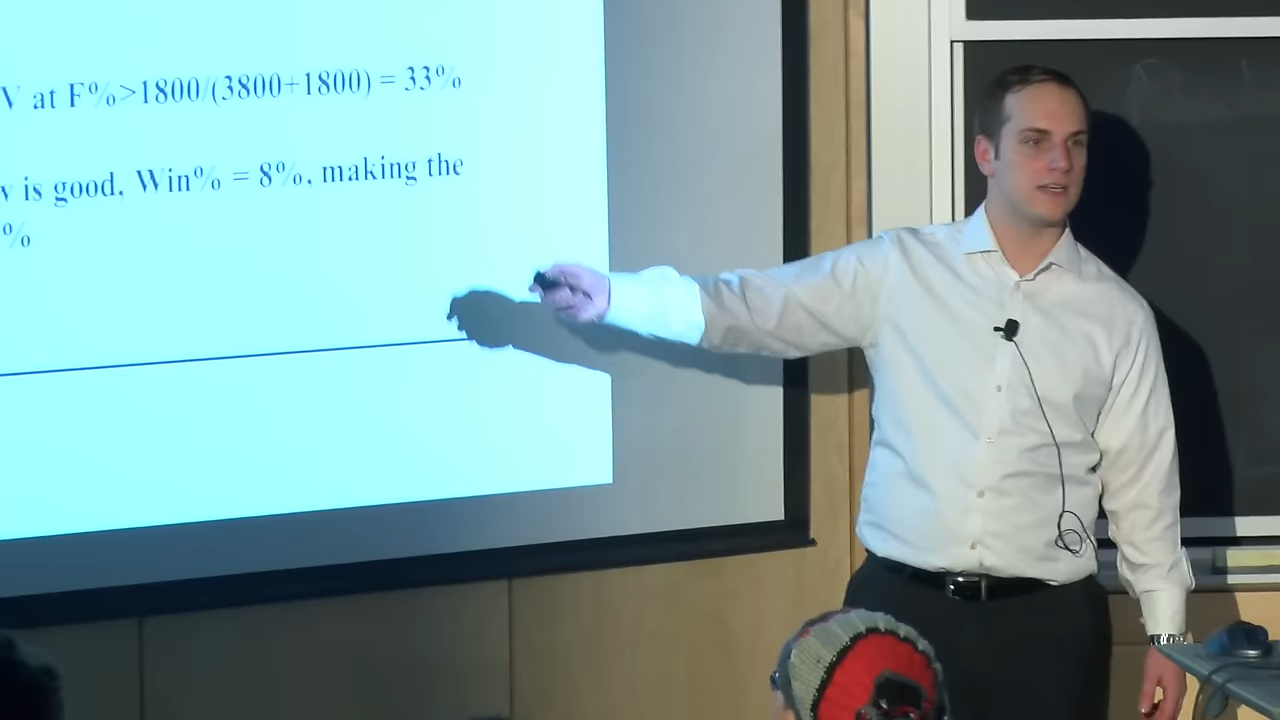 V at F%>1800/(3800+1800) = 33%
is good, Win% = 8%, making the
%